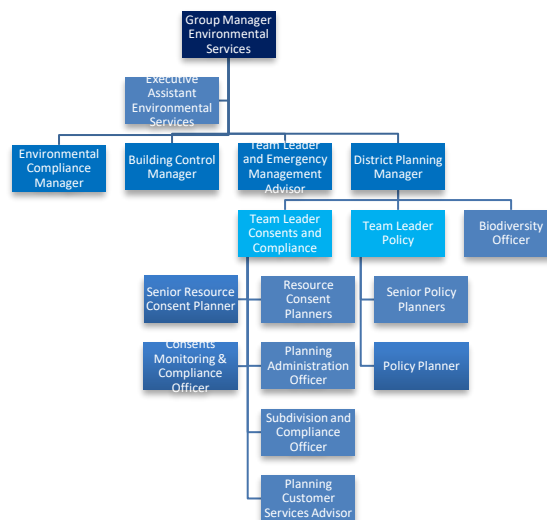 Group Manager
Environmental
Services
Executive
Assistant
Environmental
Services
Environmental
Compliance
Manager
Building Control
Manager
Team Leader
and Emergency
Management
Advisor
District Planning
Manager
Team Leader
Consents and
Compliance
Team Leader
Policy
Biodiversity
Officer
Senior Resource
Consent Planner
Resource
Consent
Planners
Senior Policy
Planners
Consents
Monitoring &
Compliance
Officer
Planning
Administration
Officer
Policy Planner
Subdivision and
Compliance
Officer
Planning
Customer
Services Advisor